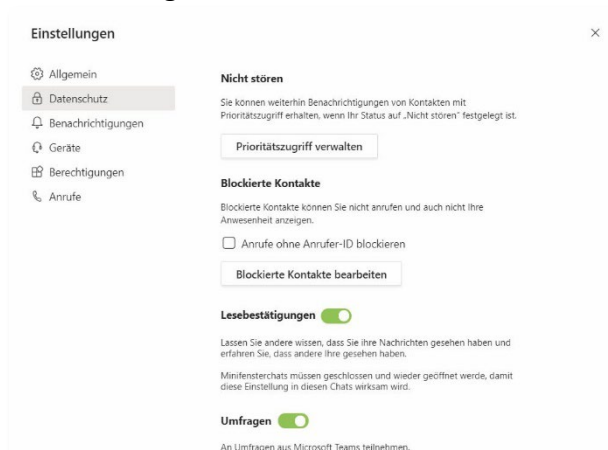 Einstellungen
Allgemein
Datenschutz
Benachrichtigungen
Geräte
Berechtigungen
Anrufe
Nicht stören
Sie können weiterhin Benachrichtigungen von Kontakten mit
Prioritätszugriff erhalten, wenn Ihr Status auf „Nicht stören" festgelegt ist.
Prioritätszugriff verwalten
Blockierte Kontakte
Blockierte Kontakte können Sie nicht anrufen und auch nicht Ihre
Anwesenheit anzeigen.
Anrufe ohne Anrufer-ID blockieren
Blockierte Kontakte bearbeiten
Lesebestätigungen
Lassen Sie andere wissen, dass Sie ihre Nachrichten gesehen haben und
erfahren Sie, dass andere Ihre gesehen haben.
Minifensterchats müssen geschlossen und wieder geöffnet werde, damit
diese Einstellung in diesen Chats wirksam wird.
Umfragen
An Umfragen aus Microsoft Teams teilnehmen.